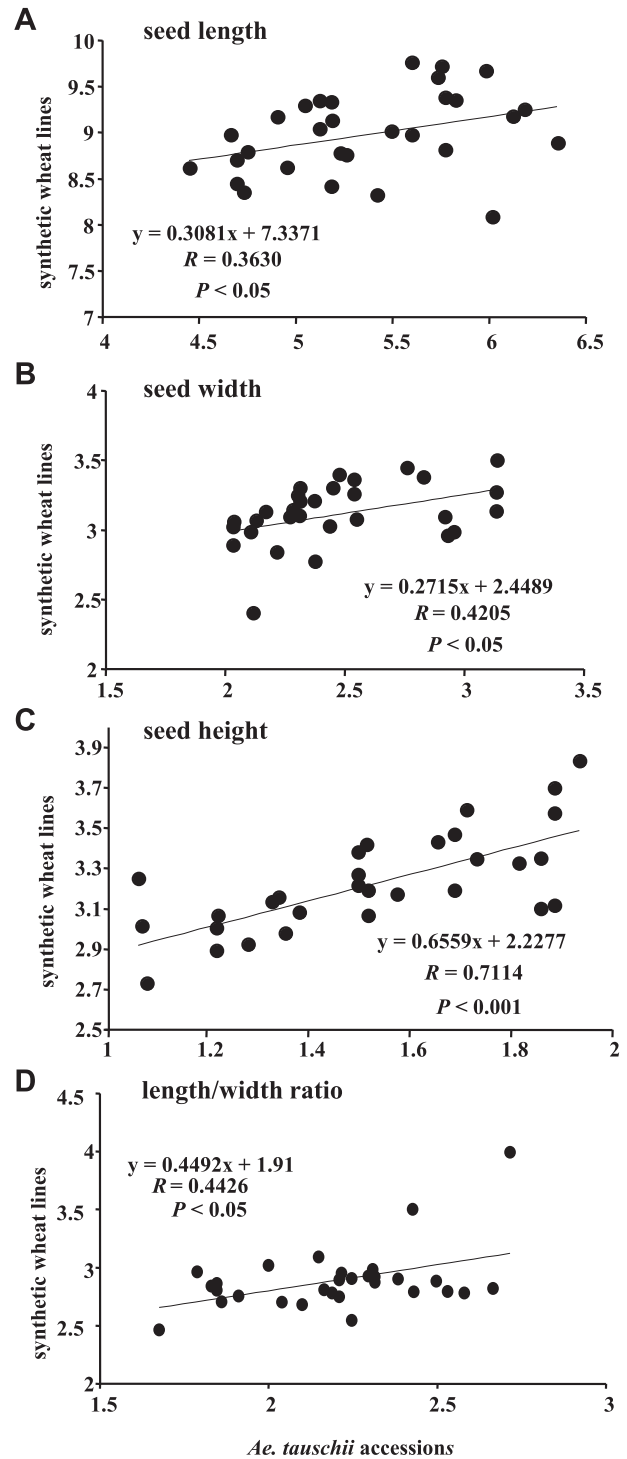 A
seed length
synthetic wheat lines
10
9.5
9
8.5
8
7.5
7
y = 0.3081x + 7.3371
R = 0.3630
P < 0.05
4 4.5 5 5.5 6 6.5
B
seed width
synthetic wheat lines
4
3.5
3
2.5
2
y = 0.2715x + 2.4489
R = 0.4205
P < 0.05
1.5 2 2.5 3 3.5
C
seed height
synthetic wheat lines
3.9
3.7
3.5
3.3
3.1
2.9
2.7
2.5
y = 0.6559x + 2.2277
R = 0.7114
P < 0.001
1 1.2 1.4 1.6 1.8 2
D
length/width ratio
synthetic wheat lines
4.5
4
3.5
3
2.5
2
y = 0.4492x + 1.91
R = 0.4426
P < 0.05
1.5 2 2.5 3
Ae. tauschii accessions